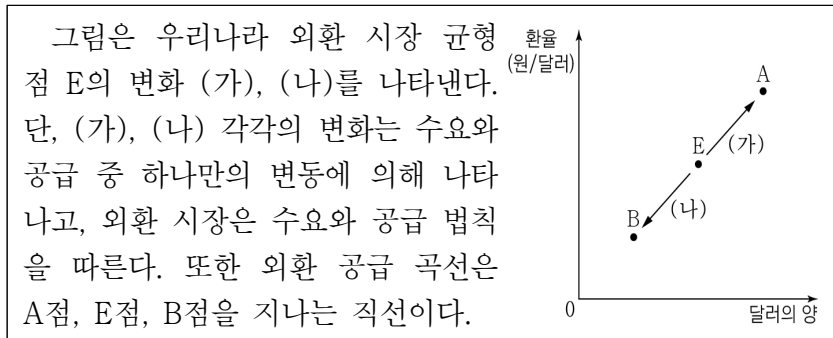 그림은 우리나라 외환 시장 균형
점 E의 변화 (가), (나)를 나타낸다.
단, (가), (나) 각각의 변화는 수요와
공급 중 하나만의 변동에 의해 나타
나고, 외환 시장은 수요와 공급 법칙
을 따른다. 또한 외환 공급 곡선은
A점, E점, B점을 지나는 직선이다.
환율
(원/달러)
A
E
(가)
B
(나)
0
달러의 양